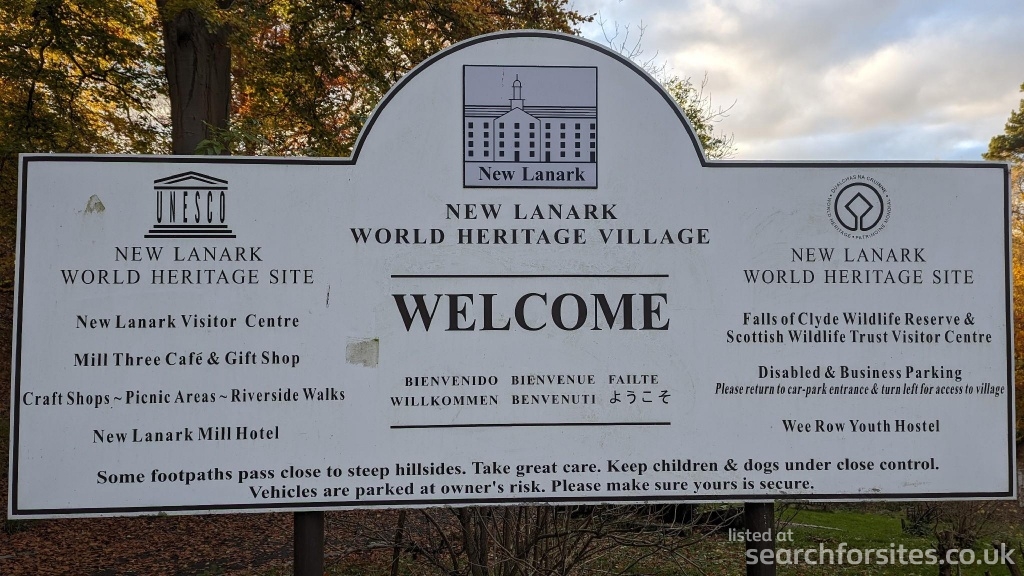 New Lanark
NEW LANARK
WORLD HERITAGE VILLAGE
WELCOME
BIENVENIDO BIENVENUE FAILTE
WILLKOMMEN BENVENUTI ようこそ
UNESCO
NEW LANARK
WORLD HERITAGE SITE
New Lanark Visitor Centre
Mill Three Café & Gift Shop
Craft Shops ~ Picnic Areas ~ Riverside Walks
New Lanark Mill Hotel
NEW LANARK
WORLD HERITAGE SITE
Falls of Clyde Wildlife Reserve &
Scottish Wildlife Trust Visitor Centre
Disabled & Business Parking
Please return to car-park entrance & turn left for access to village
Wee Row Youth Hostel
Some footpaths pass close to steep hillsides. Take great care. Keep children & dogs under close control.
Vehicles are parked at owner's risk. Please make sure yours is secure.
listed at
searchforsites.co.uk